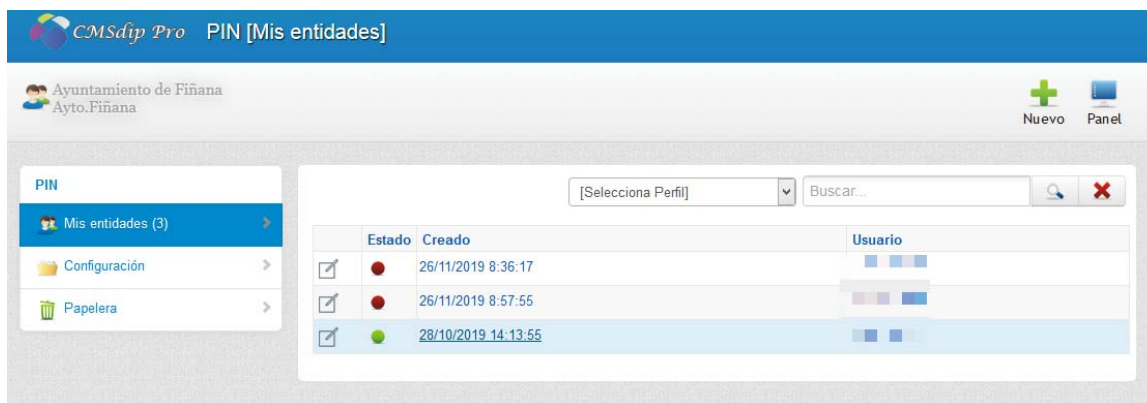 CMSdip Pro PIN [Mis entidades]
Ayuntamiento de Fiñana
Ayto.Fiñana
Nuevo Panel
PIN
[Selecciona Perfil] Buscar...
Mis entidades (3)
Estado Creado Usuario
Configuración
26/11/2019 8:36:17
Papelera
26/11/2019 8:57:55
28/10/2019 14:13:55